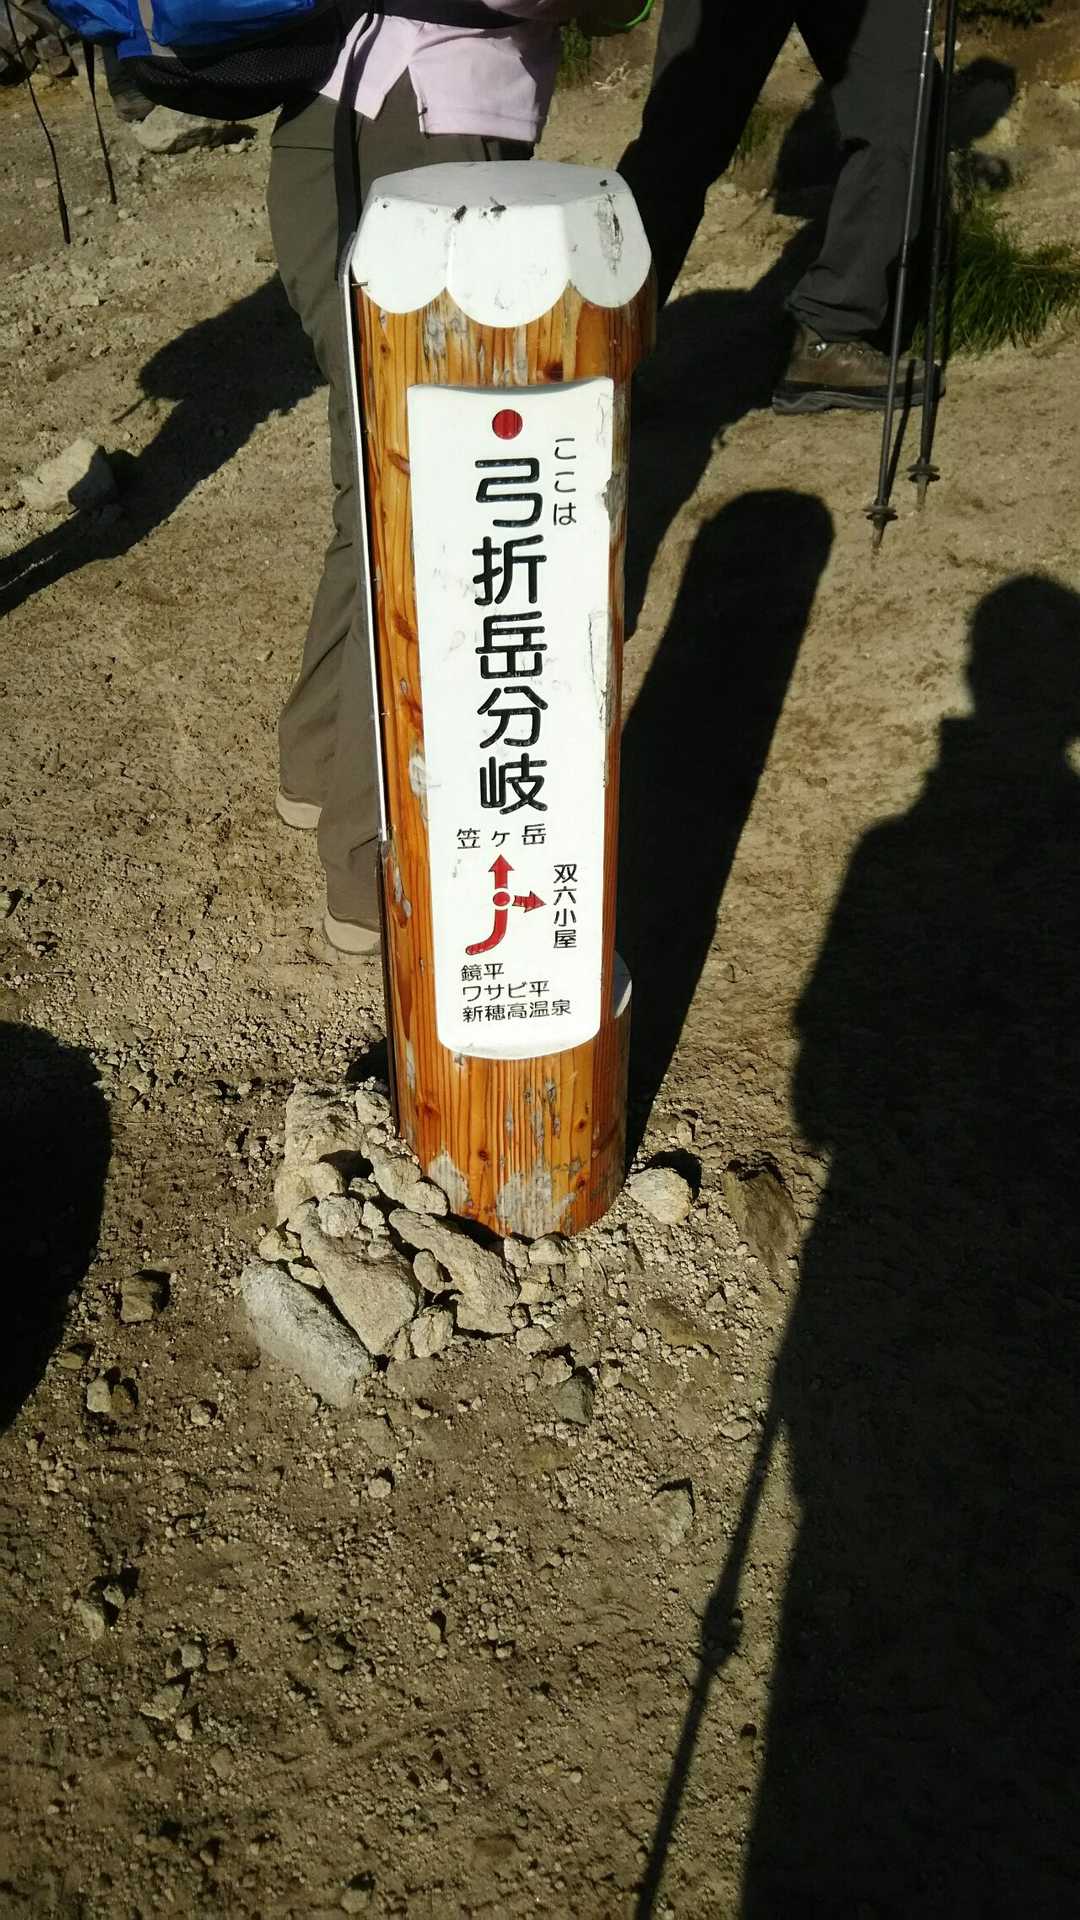 ここは
弓折岳分岐
笠ヶ岳
双六小屋
鏡平
ワサビ平
新穂高温泉